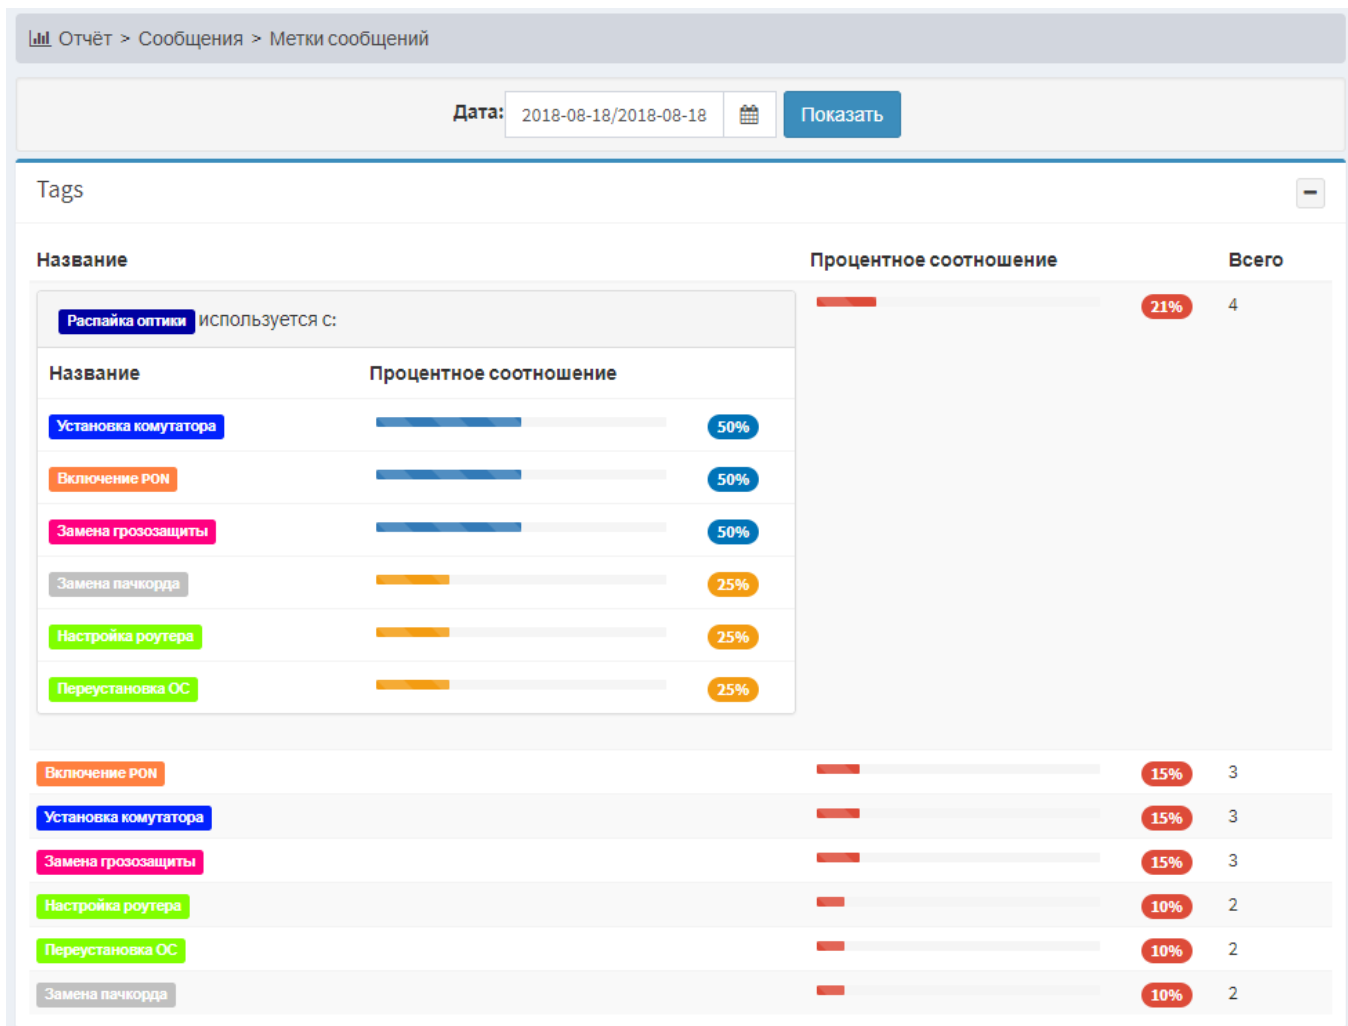 Отчёт > Сообщения > Метки сообщений
Дата: 2018-08-18/2018-08-18 Показать
Tags
Название Процентное соотношение Всего
Распайка оптики используется с: 21% 4
Название Процентное соотношение
Установка комутатора 50%
Включение PON 50%
Замена грозозащиты 50%
Замена пачкорда 25%
Настройка роутера 25%
Переустановка ОС 25%
Включение PON 15% 3
Установка комутатора 15% 3
Замена грозозащиты 15% 3
Настройка роутера 10% 2
Переустановка ОС 10% 2
Замена пачкорда 10% 2